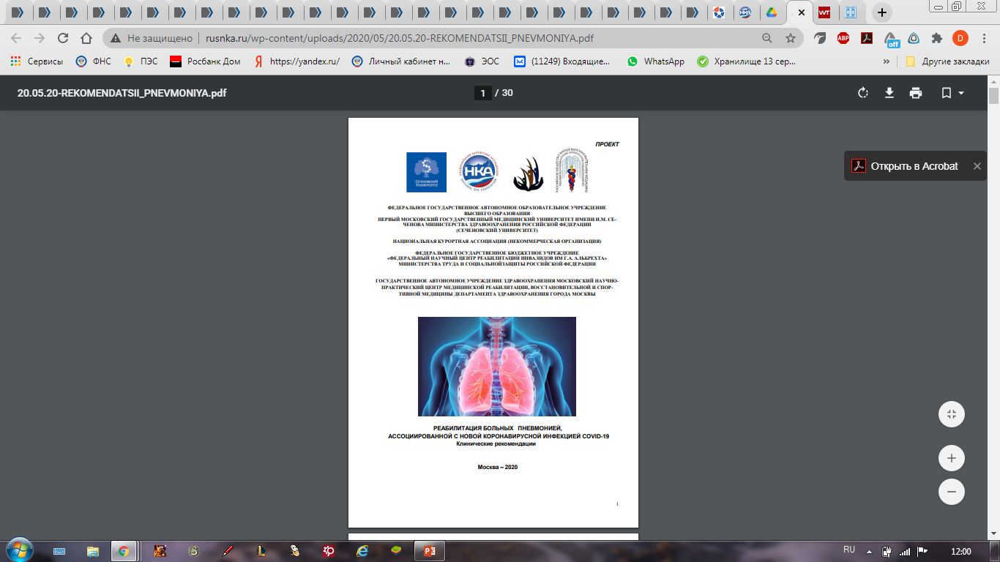 Не защищено
rusnka.ru/wp-content/uploads/2020/05/20.05.20-REKOMENDATSII_PNEVMONIYA.pdf
ABP
off
D
WT
НКА
Сервисы
ФНС
ПЭС
Росбанк Дом
https://yandex.ru/
Личный кабинет н...
ЭОС
(11249) Входящие...
WhatsApp
Хранилище 13 сер...
»
Другие закладки
20.05.20-REKOMENDATSII_PNEVMONIYA.pdf
1 / 30
Открыть в Acrobat
ПРОЕКТ
СЕЧЕНОВСКИЙ
УНИВЕРСИТЕТ
НКА
ФЕДЕРАЛЬНОЕ ГОСУДАРСТВЕННОЕ АВТОНОМНОЕ ОБРАЗОВАТЕЛЬНОЕ УЧРЕЖДЕНИЕ
ВЫСШЕГО ОБРАЗОВАНИЯ
ПЕРВЫЙ МОСКОВСКИЙ ГОСУДАРСТВЕННЫЙ МЕДИЦИНСКИЙ УНИВЕРСИТЕТ ИМЕНИ И.М. СЕ-
ЧЕНОВА МИНИСТЕРСТВА ЗДРАВООХРАНЕНИЯ РОССИЙСКОЙ ФЕДЕРАЦИИ
(СЕЧЕНОВСКИЙ УНИВЕРСИТЕТ)
НАЦИОНАЛЬНАЯ КУРОРТНАЯ АССОЦИАЦИЯ (НЕКОММЕРЧЕСКАЯ ОРГАНИЗАЦИЯ)
ФЕДЕРАЛЬНОЕ ГОСУДАРСТВЕННОЕ БЮДЖЕТНОЕ УЧРЕЖДЕНИЕ
«ФЕДЕРАЛЬНЫЙ НАУЧНЫЙ ЦЕНТР РЕАБИЛИТАЦИИ ИНВАЛИДОВ ИМ Г.А. АЛЬБРЕХТА»
МИНИСТЕРСТВА ТРУДА И СОЦИАЛЬНОЙЗАЩИТЫ РОССИЙСКОЙ ФЕДЕРАЦИИ
ГОСУДАРСТВЕННОЕ АВТОНОМНОЕ УЧРЕЖДЕНИЕ ЗДРАВООХРАНЕНИЯ МОСКОВСКИЙ НАУЧНО-
ПРАКТИЧЕСКИЙ ЦЕНТР МЕДИЦИНСКОЙ РЕАБИЛИТАЦИИ, ВОССТАНОВИТЕЛЬНОЙ И СПОР-
ТИВНОЙ МЕДИЦИНЫ ДЕПАРТАМЕНТА ЗДРАВООХРАНЕНИЯ ГОРОДА МОСКВЫ
РЕАБИЛИТАЦИЯ БОЛЬНЫХ ПНЕВМОНИЕЙ,
АССОЦИИРОВАННОЙ С НОВОЙ КОРОНАВИРУСНОЙ ИНФЕКЦИЕЙ COVID-19
Клинические рекомендации
Москва – 2020
1
RU
12:00